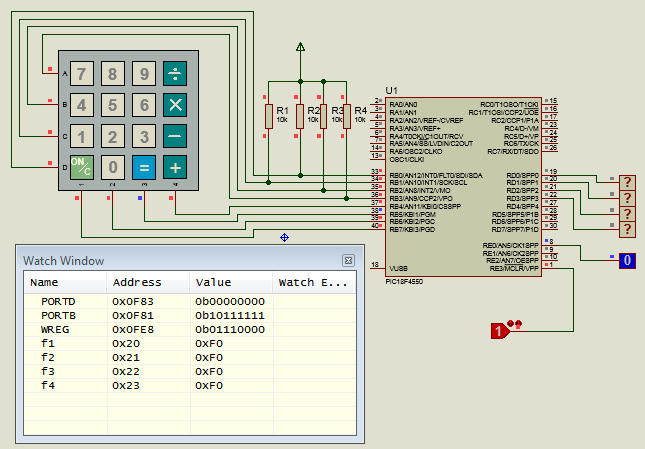 U1
A 7 8 9 ÷
B 4 5 6 ×
C 1 2 3 −
D ON/C 0 = +
1 2 3 4
R1 10k
R2 10k
R3 10k
R4 10k
2 RA0/AN0
3 RA1/AN1
4 RA2/AN2/VREF-/CVREF
5 RA3/AN3/VREF+
6 RA4/T0CKI/C1OUT/RCV
7 RA5/AN4/SS/LVDIN/C2OUT
14 RA6/OSC2/CLKO
13 OSC1/CLKI
RC0/T1OSO/T1CKI 15
RC1/T1OSI/CCP2/UOE 16
RC2/CCP1/P1A 17
RC4/D-/VM 23
RC5/D+/VP 24
RC6/TX/CK 25
RC7/RX/DT/SDO 26
33 RB0/AN12/INT0/FLT0/SDI/SDA
34 RB1/AN10/INT1/SCK/SCL
35 RB2/AN8/INT2/VMO
36 RB3/AN9/CCP2/VPO
37 RB4/AN11/KBI0/CSSPP
38 RB5/KBI1/PGM
39 RB6/KBI2/PGC
40 RB7/KBI3/PGD
RD0/SPP0 19 ?
RD1/SPP1 20 ?
RD2/SPP2 21 ?
RD3/SPP3 22 ?
RD4/SPP4 27
RD5/SPP5/P1B 28
RD6/SPP6/P1C 29
RD7/SPP7/P1D 30
RE0/AN5/CK1SPP 8
RE1/AN6/CK2SPP 9
RE2/AN7/OESPP 10
RE3/MCLR/VPP 1
18 VUSB
0
PIC18F4550
1
Watch Window
Name Address Value Watch E...
PORTD 0x0F83 0b00000000
PORTB 0x0F81 0b10111111
WREG 0x0FE8 0b01110000
f1 0x20 0xF0
f2 0x21 0xF0
f3 0x22 0xF0
f4 0x23 0xF0